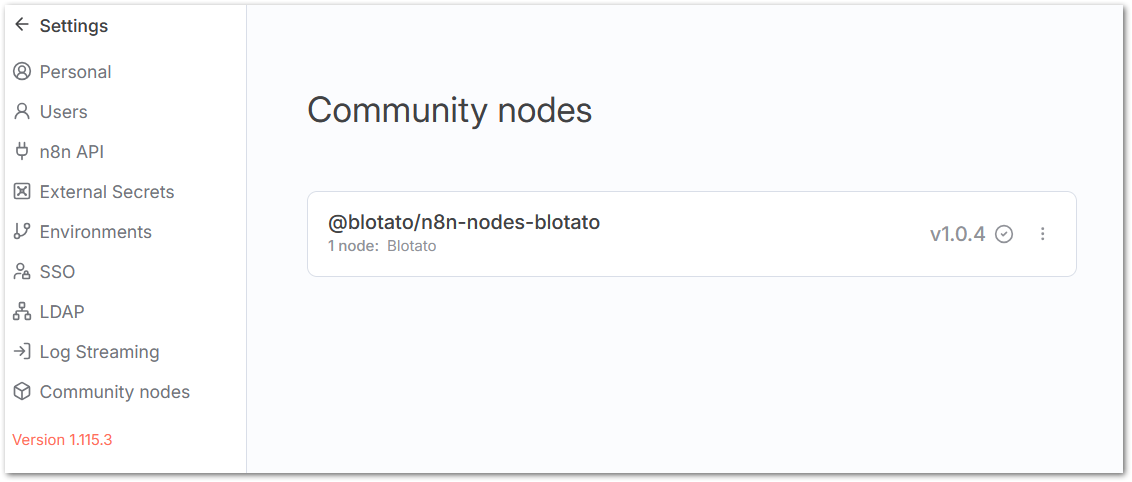 Settings
Personal
Users
n8n API
External Secrets
Environments
SSO
LDAP
Log Streaming
Community nodes
Version 1.115.3
Community nodes
@blotato/n8n-nodes-blotato
1 node: Blotato
v1.0.4